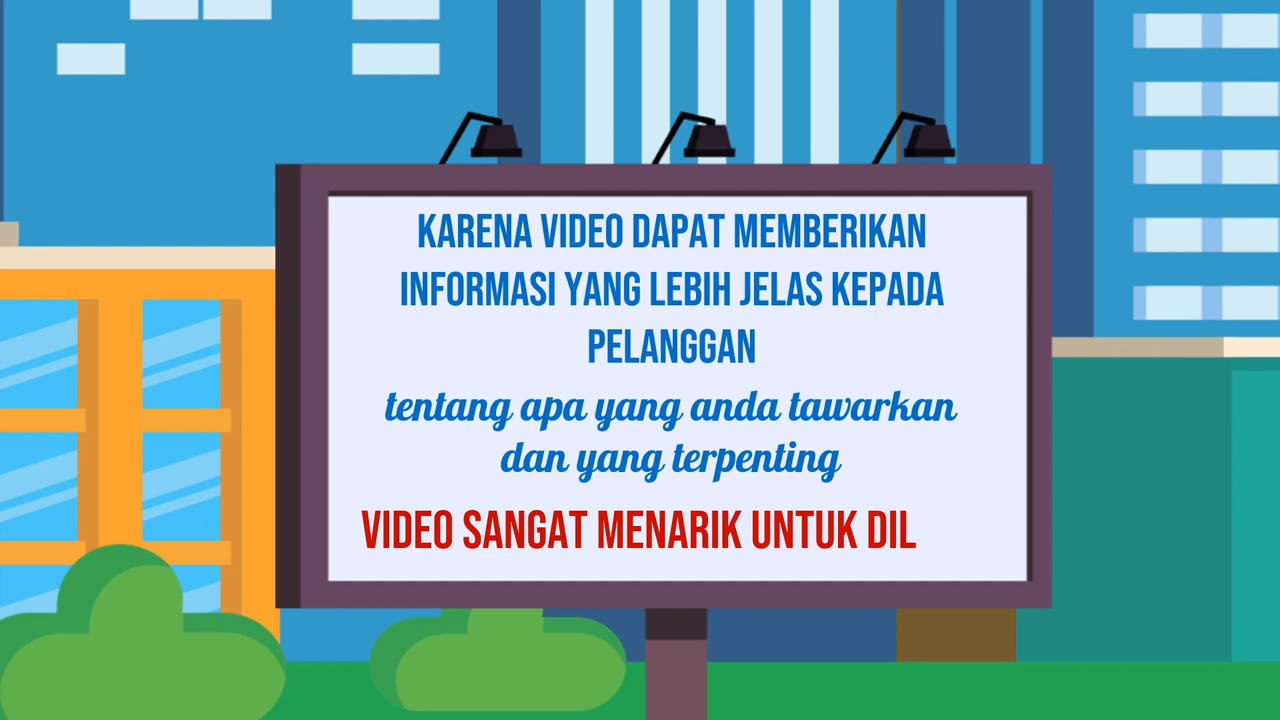 KARENA VIDEO DAPAT MEMBERIKAN
INFORMASI YANG LEBIH JELAS KEPADA
PELANGGAN
tentang apa yang anda tawarkan
dan yang terpenting
VIDEO SANGAT MENARIK UNTUK DIL